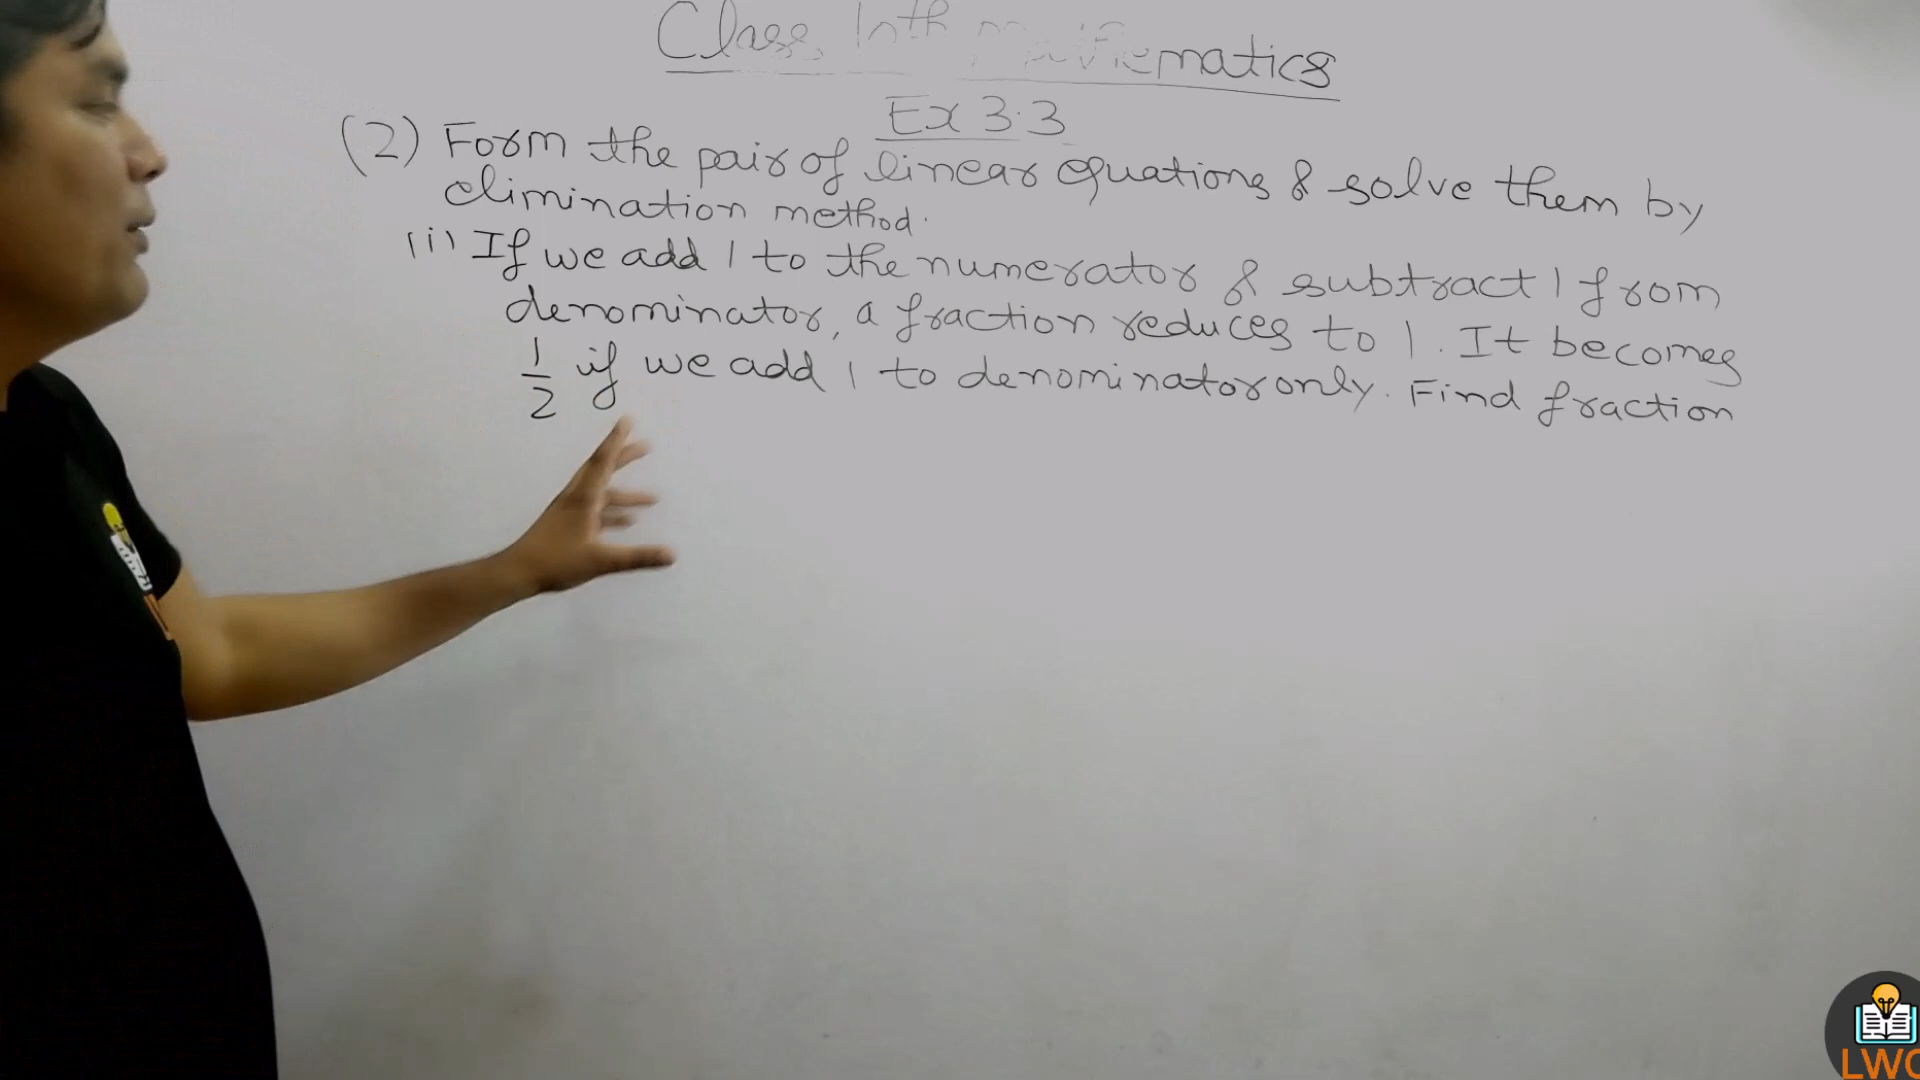 Class 10th mathematics
Ex 3.3
(2) Form the pair of linear equations & solve them by
elimination method.
(i) If we add 1 to the numerator & subtract 1 from
denominator, a fraction reduces to 1. It becomes
1/2 if we add 1 to denominator only. Find fraction
LWC